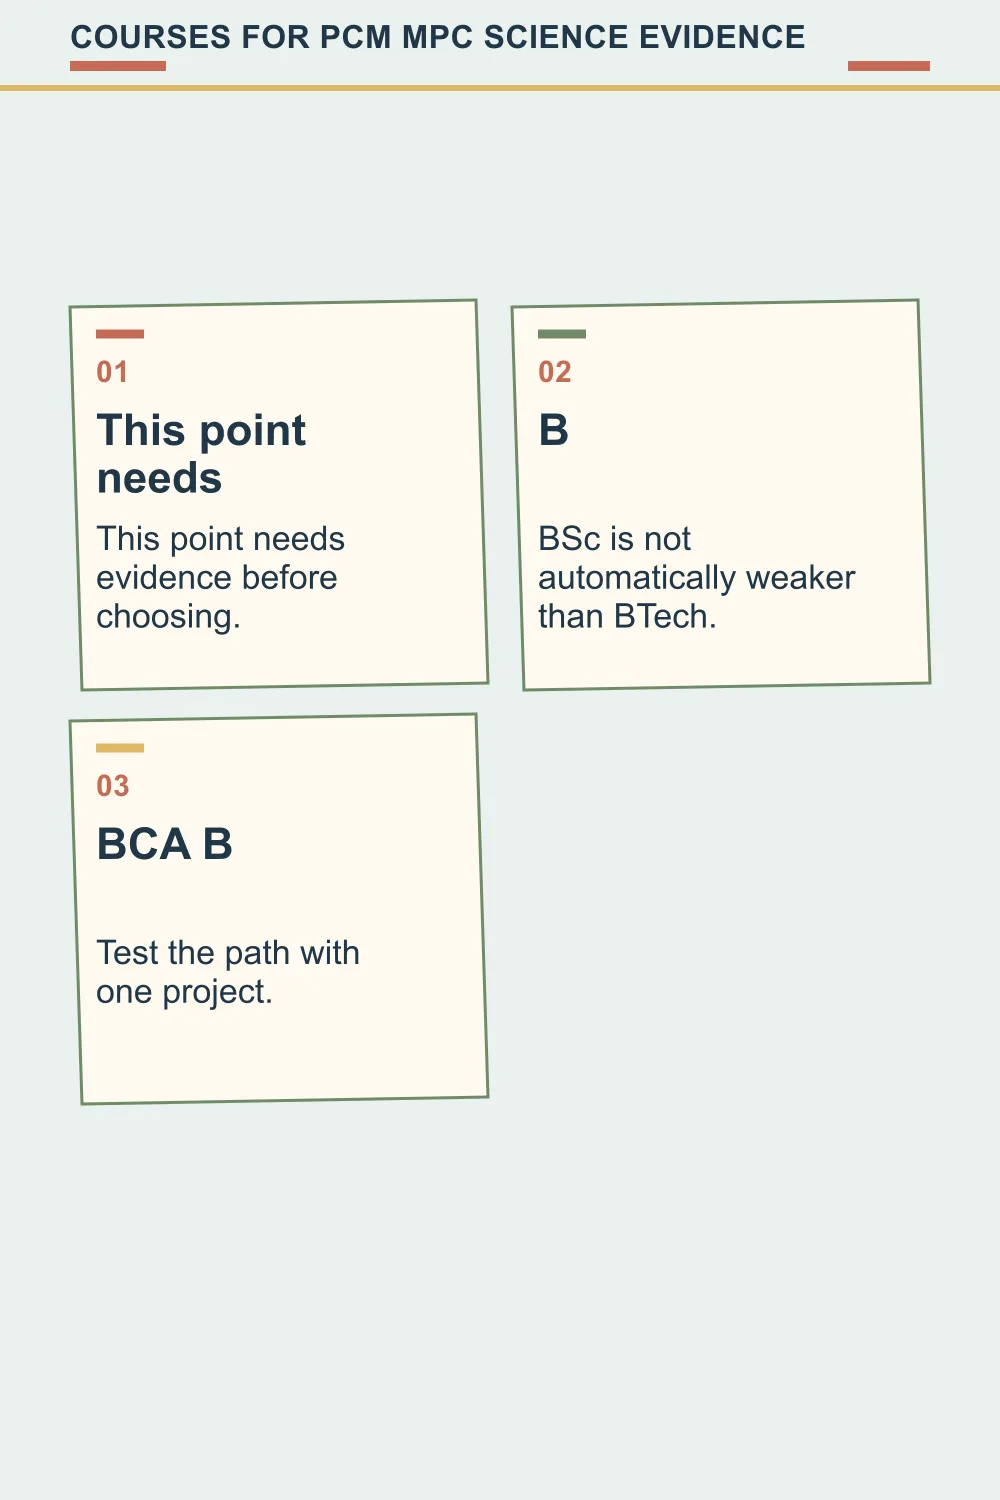 COURSES FOR PCM MPC SCIENCE EVIDENCE
01
This point
needs
This point needs
evidence before
choosing.
02
B
BSc is not
automatically weaker
than BTech.
03
BCA B
Test the path with
one project.